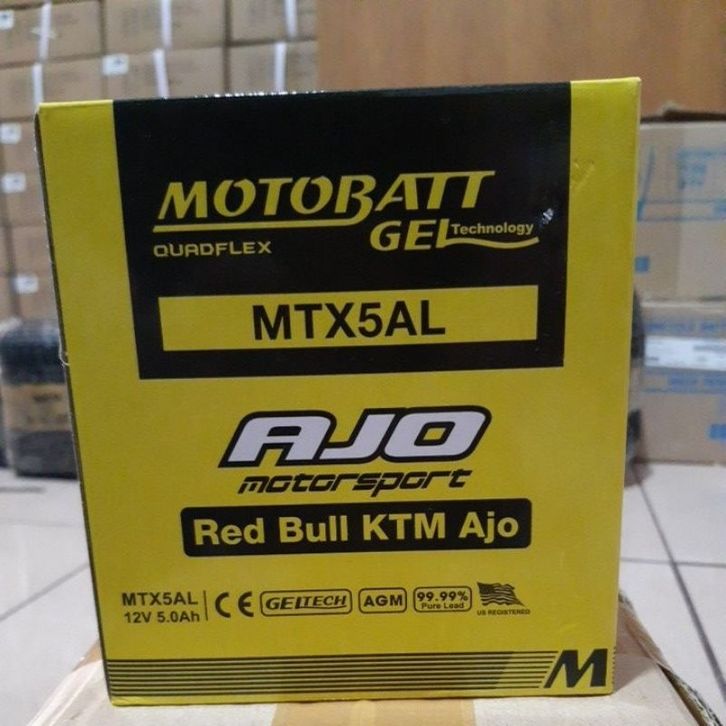 MOTOBATT
QUADFLEX
GEL Technology
MTX5AL
AJO
motorsport
Red Bull KTM Ajo
MTX5AL
12V 5.0Ah
CE
GELTECH
AGM
99.99%
Pure Lead
US REGISTERED
M